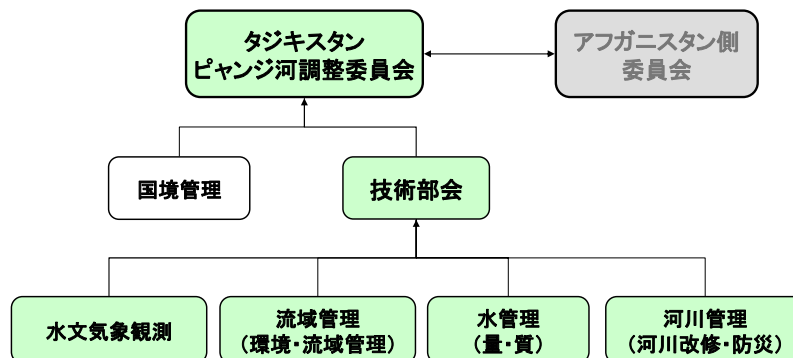 タジキスタン
ピャンジ河調整委員会
アフガニスタン側
委員会
国境管理
技術部会
水文気象観測
流域管理
(環境・流域管理)
水管理
(量・質)
河川管理
(河川改修・防災)